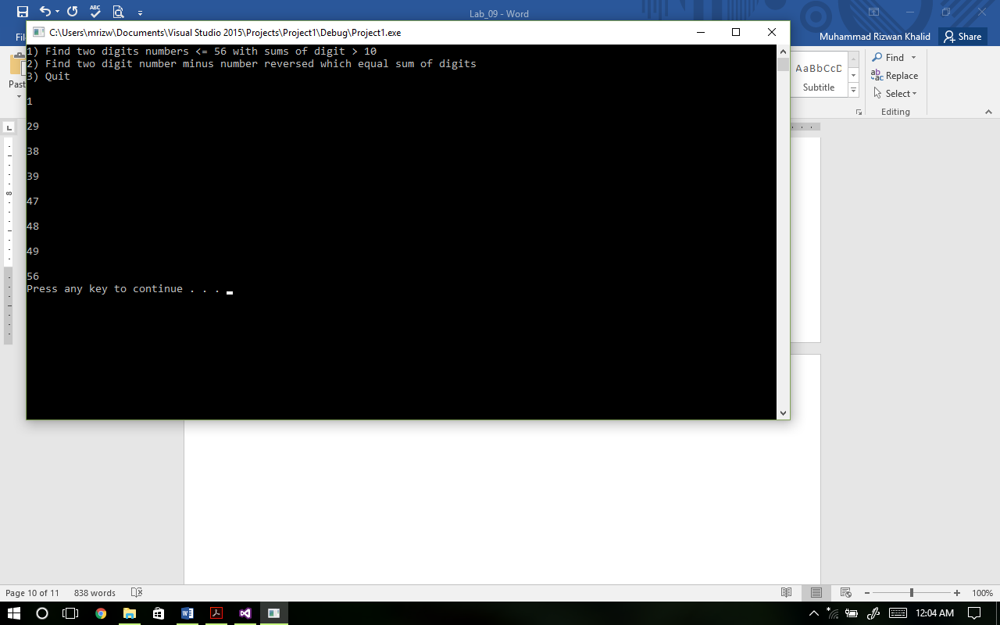 Lab_09 - Word
C:\Users\mrizw\Documents\Visual Studio 2015\Projects\Project1\Debug\Project1.exe
Muhammad Rizwan Khalid
Share
1) Find two digits numbers <= 56 with sums of digit > 10
2) Find two digit number minus number reversed which equal sum of digits
3) Quit
1
29
38
39
47
48
49
56
Press any key to continue . . .
AaBbCcD
Subtitle
Find
Replace
Select
Editing
Page 10 of 11
838 words
100%
12:04 AM